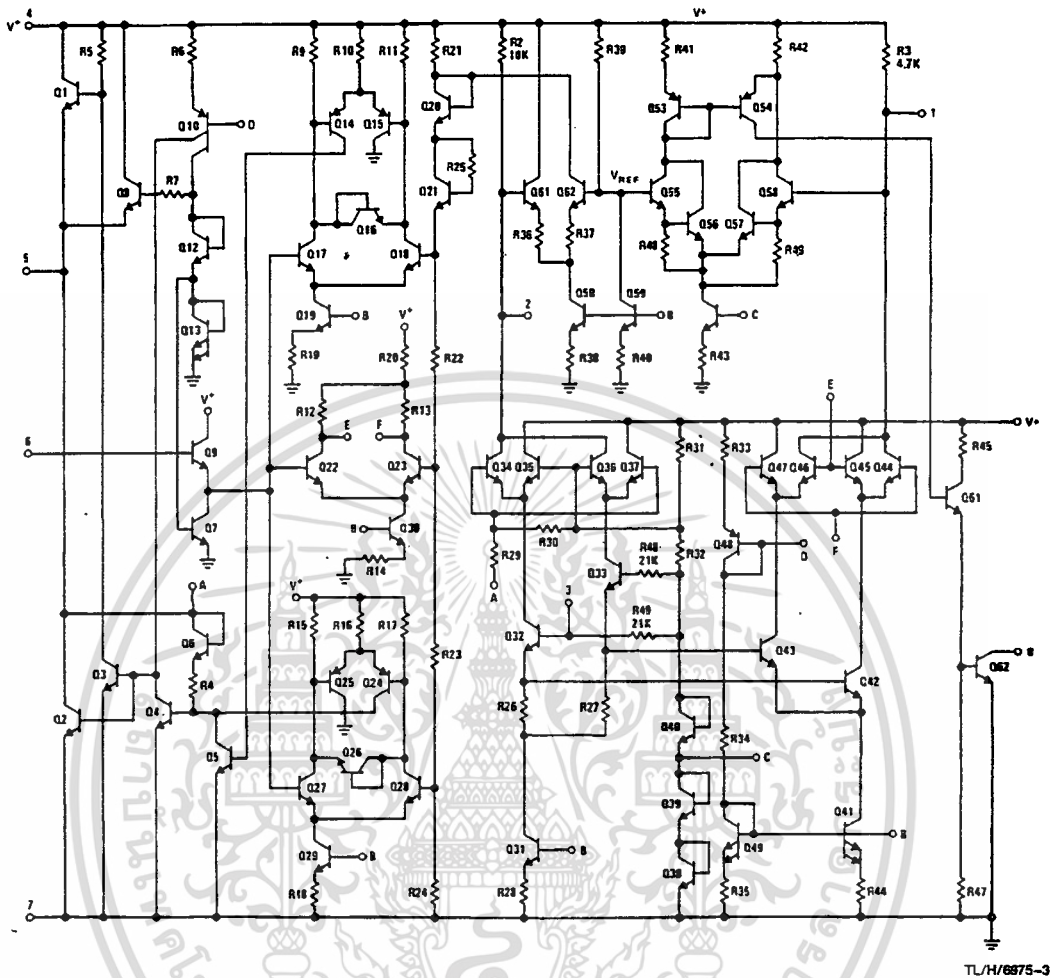 V+ 4
V+
R5
R6
R9
R10
R11
R21
R2
18K
R39
R41
R42
R3
4.7K
Q1
Q10
D
Q14
Q15
Q20
Q53
Q54
1
Q8
R7
R25
Q21
Q61
Q62
VREF
Q55
Q56
Q57
Q58
Q12
Q16
R36
R37
R48
R49
Q17
Q18
5
Q13
Q19
B
V+
2
Q58
Q59
B
C
R19
R20
R22
R38
R40
R43
V+
R12
R13
E
F
E
V+
6
Q9
Q22
Q23
Q34
Q35
Q36
Q37
R31
R33
Q47
Q46
Q45
Q44
R45
Q61
Q7
B
Q30
R30
R32
Q48
D
F
R14
R29
A
Q33
R48
21K
A
V+
3
R49
21K
R15
R16
R17
R23
Q32
Q43
Q6
Q62
8
Q3
R4
Q25
Q24
Q42
Q2
Q4
Q5
Q26
R26
R27
Q40
R34
C
Q27
Q28
Q39
Q41
Q29
B
Q31
B
Q38
Q49
B
R18
R24
R28
R35
R44
R47
7
TL/H/6975-3